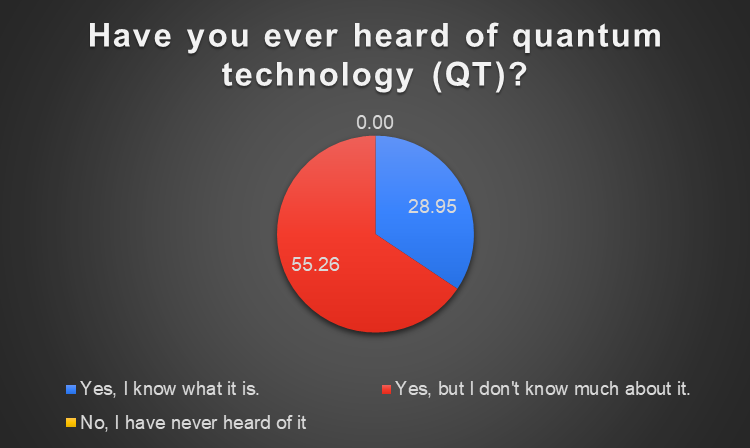 Have you ever heard of quantum
technology (QT)?
0.00
28.95
55.26
Yes, I know what it is.
Yes, but I don't know much about it.
No, I have never heard of it